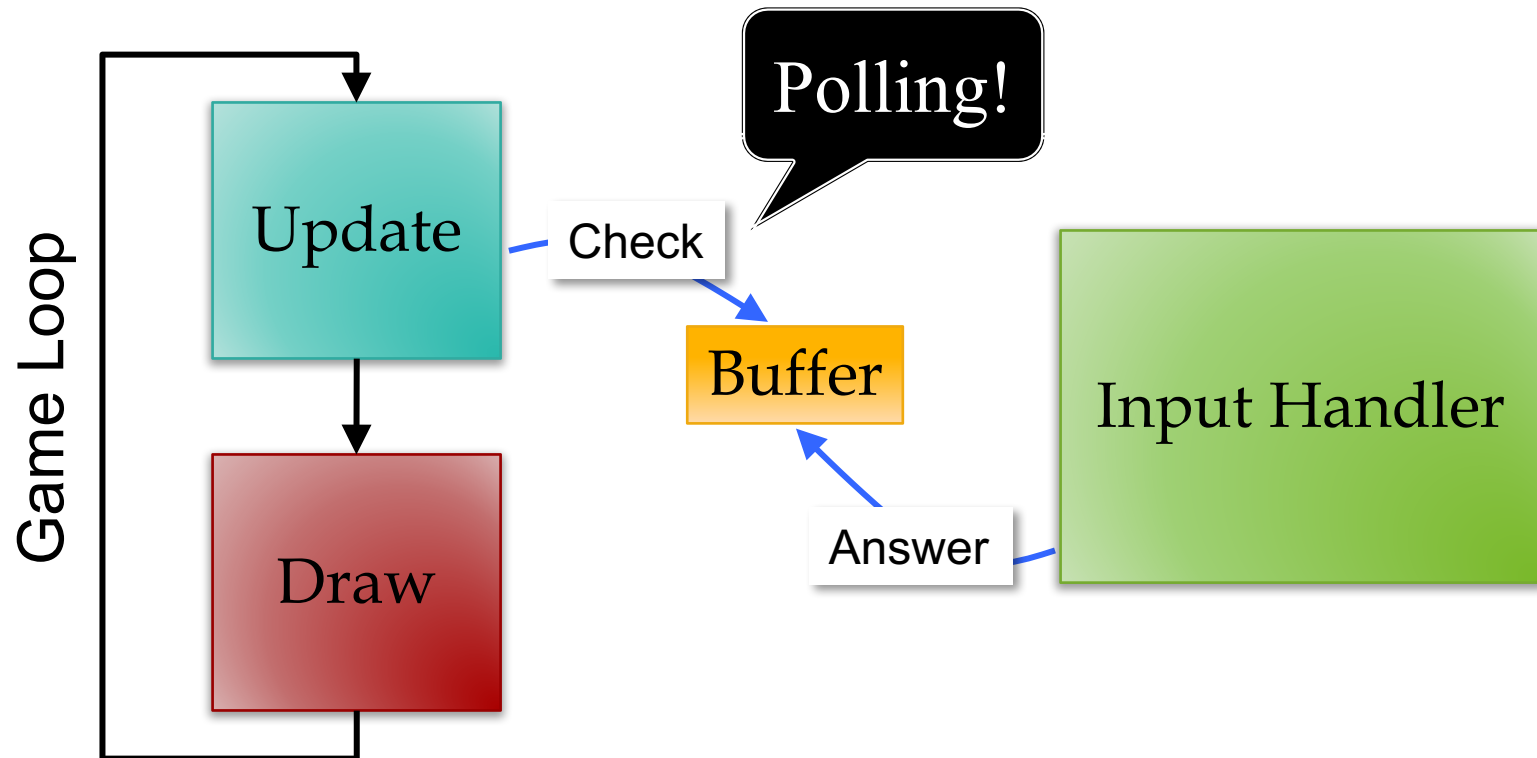 Polling!
Update
Check
Game Loop
Buffer
Input Handler
Answer
Draw